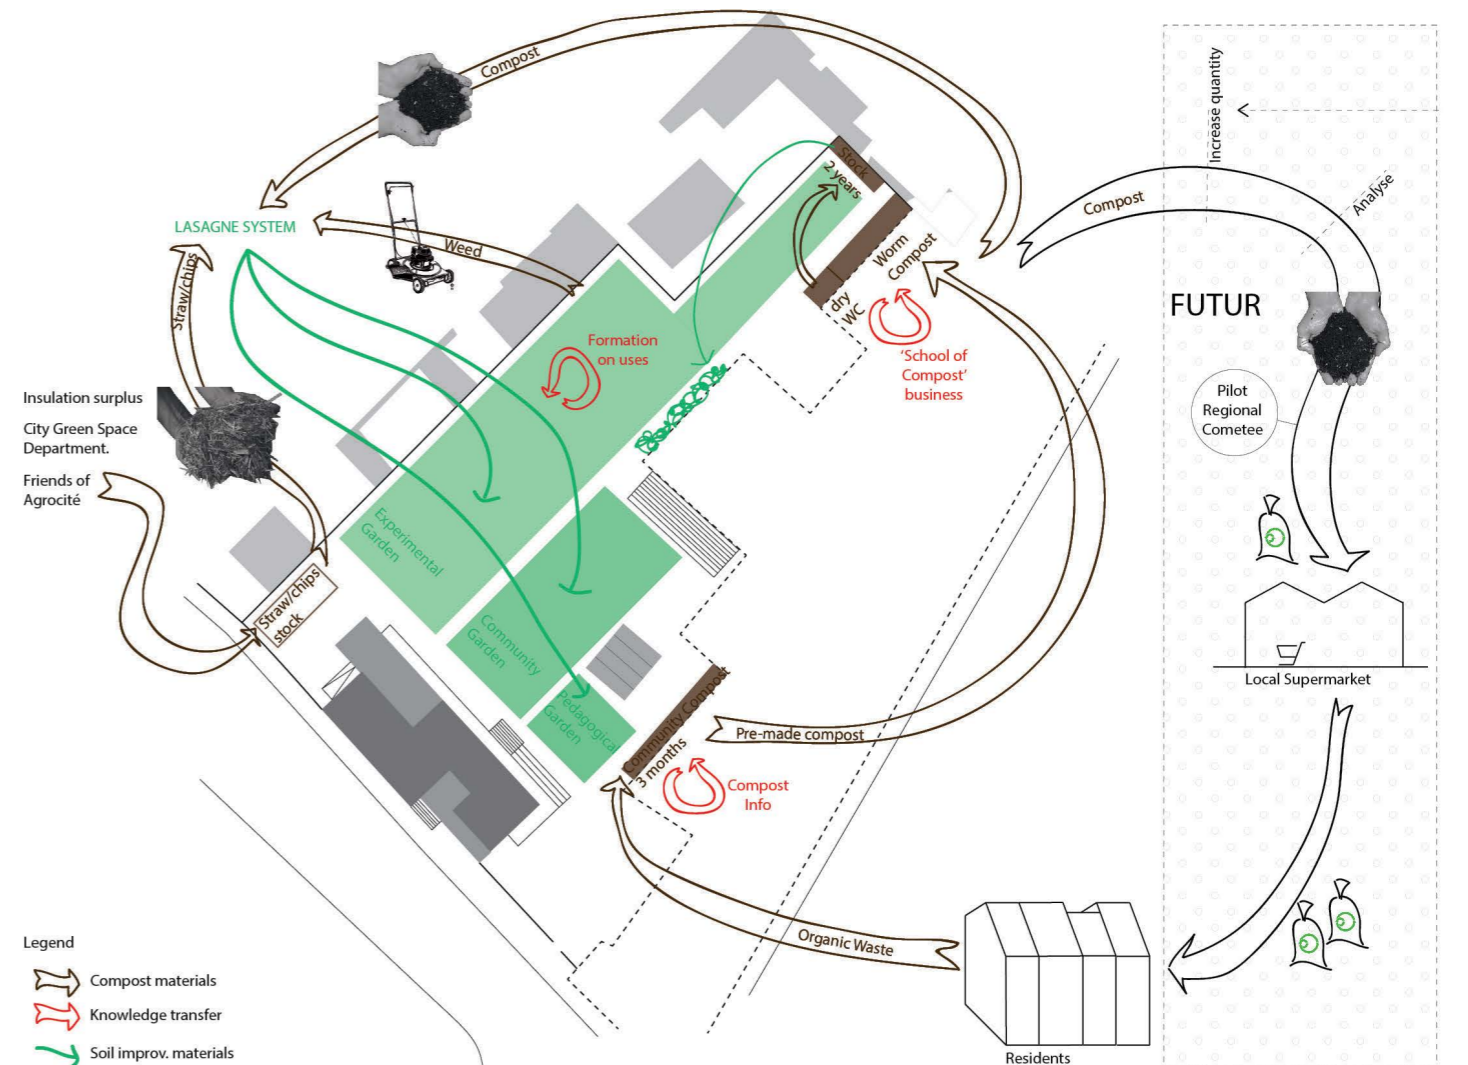 Compost
Increase quantity
Analyse
Compost
Stock
2 years
LASAGNE SYSTEM
Weed
Worm
Compost
dry
WC
Straw/chips
FUTUR
Formation
on uses
'School of
Compost'
business
Pilot
Regional
Cometee
Insulation surplus
City Green Space
Department.
Friends of
Agrocité
Experimental
Garden
Straw/chips
stock
Community
Garden
Pedagogical
Garden
Community Compost
3 months
Pre-made compost
Local Supermarket
Compost
Info
Organic Waste
Residents
Legend
Compost materials
Knowledge transfer
Soil improv. materials